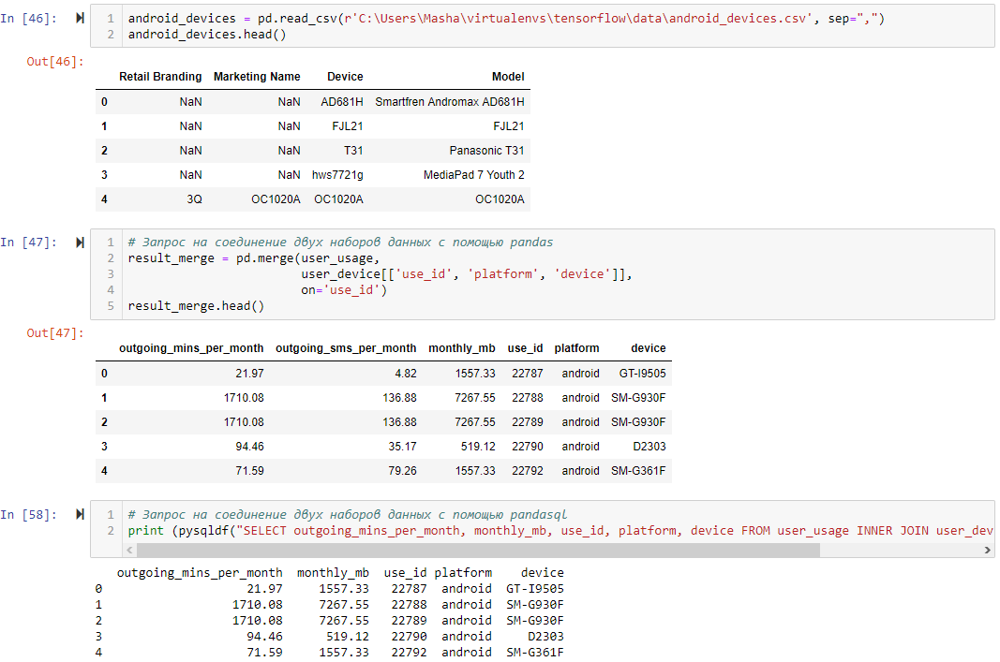 In [46]:
1 android_devices = pd.read_csv(r'C:\Users\Masha\virtualenvs\tensorflow\data\android_devices.csv', sep=",")
2 android_devices.head()
Out[46]:
Retail Branding Marketing Name Device Model
0 NaN NaN AD681H Smartfren Andromax AD681H
1 NaN NaN FJL21 FJL21
2 NaN NaN T31 Panasonic T31
3 NaN NaN hws7721g MediaPad 7 Youth 2
4 3Q OC1020A OC1020A OC1020A
In [47]:
1 # Запрос на соединение двух наборов данных с помощью pandas
2 result_merge = pd.merge(user_usage,
3 user_device[['use_id', 'platform', 'device']],
4 on='use_id')
5 result_merge.head()
Out[47]:
outgoing_mins_per_month outgoing_sms_per_month monthly_mb use_id platform device
0 21.97 4.82 1557.33 22787 android GT-I9505
1 1710.08 136.88 7267.55 22788 android SM-G930F
2 1710.08 136.88 7267.55 22789 android SM-G930F
3 94.46 35.17 519.12 22790 android D2303
4 71.59 79.26 1557.33 22792 android SM-G361F
In [58]:
1 # Запрос на соединение двух наборов данных с помощью pandasql
2 print (pysqldf("SELECT outgoing_mins_per_month, monthly_mb, use_id, platform, device FROM user_usage INNER JOIN user_dev
outgoing_mins_per_month monthly_mb use_id platform device
0 21.97 1557.33 22787 android GT-I9505
1 1710.08 7267.55 22788 android SM-G930F
2 1710.08 7267.55 22789 android SM-G930F
3 94.46 519.12 22790 android D2303
4 71.59 1557.33 22792 android SM-G361F